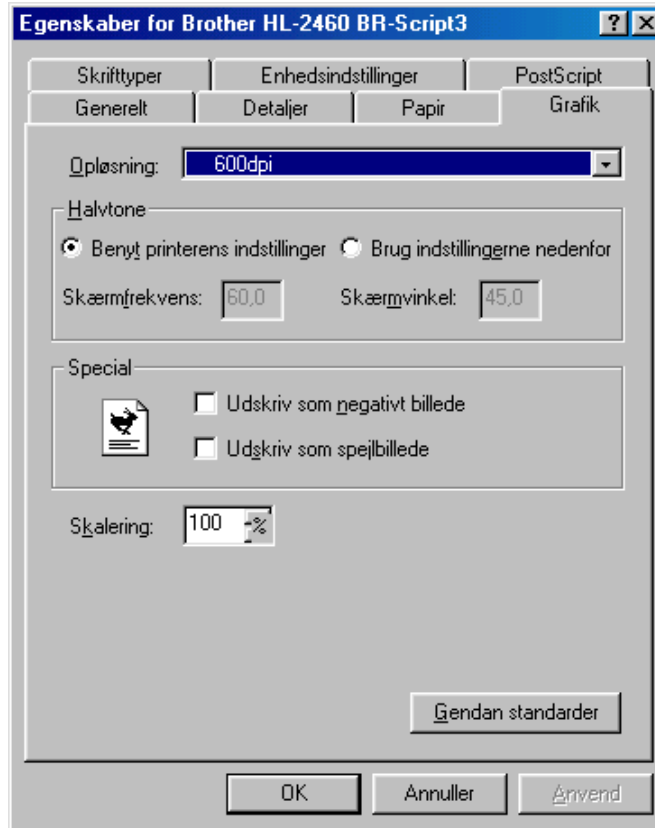 Egenskaber for Brother HL-2460 BR-Script3
Skrifttyper Enhedsindstillinger PostScript
Generelt Detaljer Papir Grafik
Opløsning: 600dpi
Halvtone
Benyt printerens indstillinger Brug indstillingerne nedenfor
Skærmfrekvens: 60,0 Skærmvinkel: 45,0
Special
Udskriv som negativt billede
Udskriv som spejlbillede
Skalering: 100 %
Gendan standarder
OK Annuller Anvend